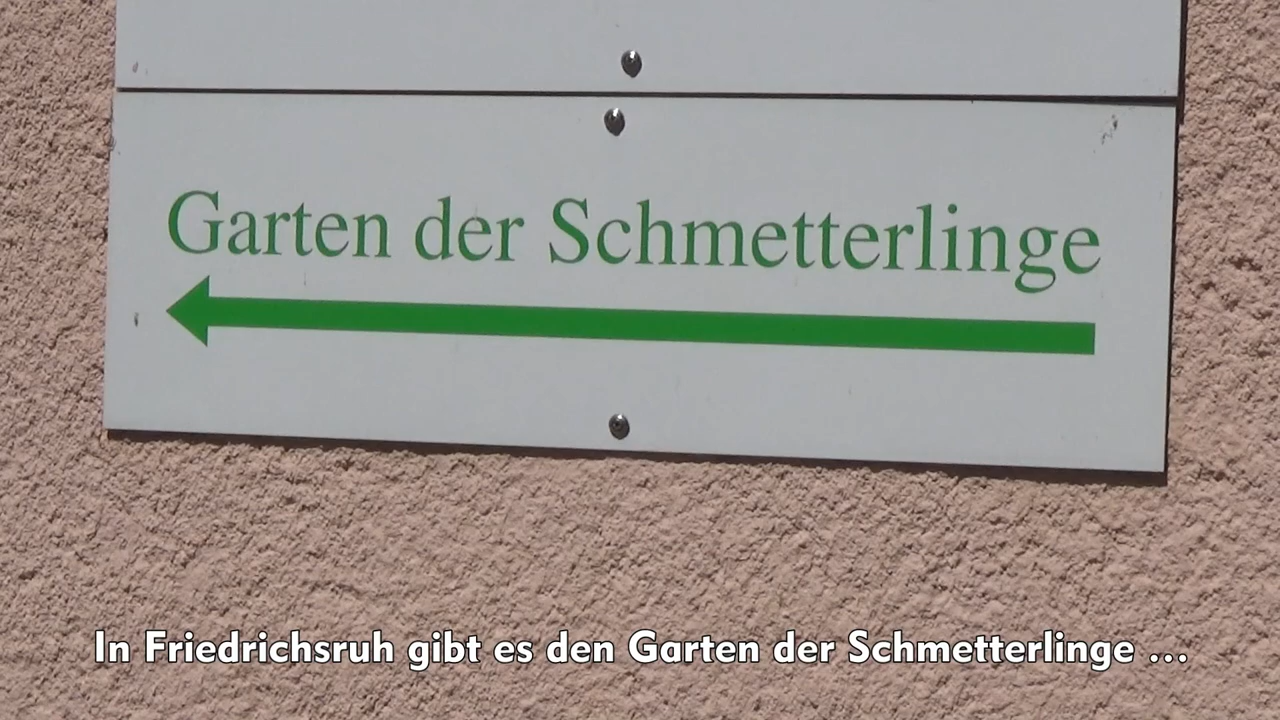 Garten der Schmetterlinge
In Friedrichsruh gibt es den Garten der Schmetterlinge ...